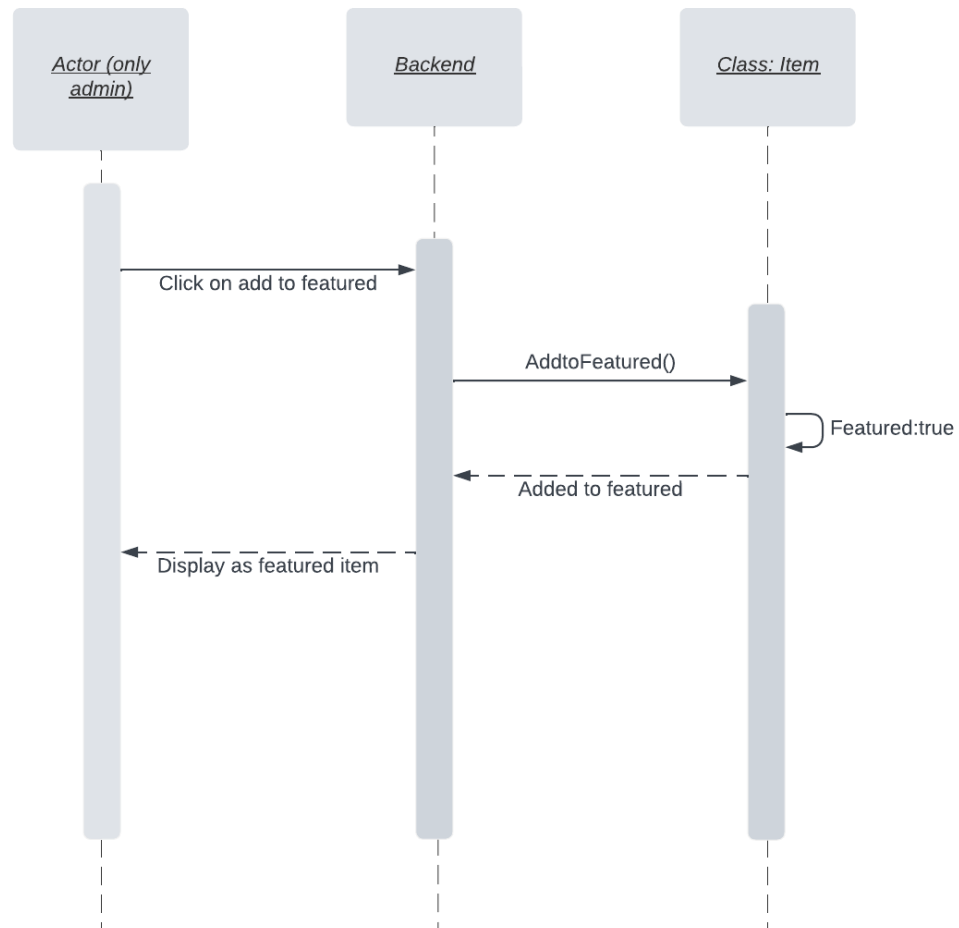 Actor (only
admin)
Backend
Class: Item
Click on add to featured
AddtoFeatured()
Featured:true
Added to featured
Display as featured item